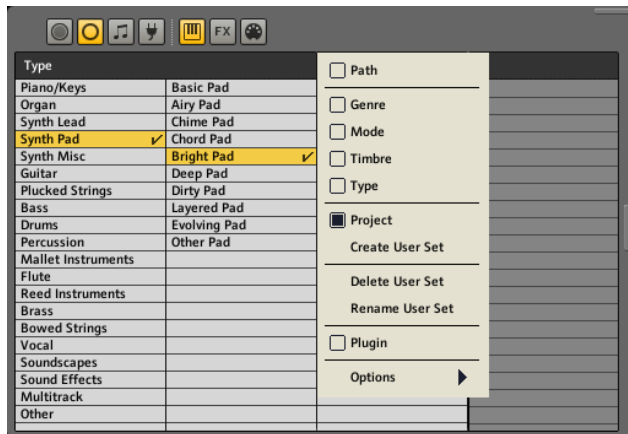 FX
Type
Path
Piano/Keys Basic Pad
Organ Airy Pad Genre
Synth Lead Chime Pad
Synth Pad Chord Pad Mode
Synth Misc Bright Pad Timbre
Guitar Deep Pad
Plucked Strings Dirty Pad Type
Bass Layered Pad
Drums Evolving Pad Project
Percussion Other Pad
Create User Set
Mallet Instruments
Flute
Delete User Set
Reed Instruments
Brass Rename User Set
Bowed Strings
Vocal Plugin
Soundscapes
Sound Effects Options
Multitrack
Other